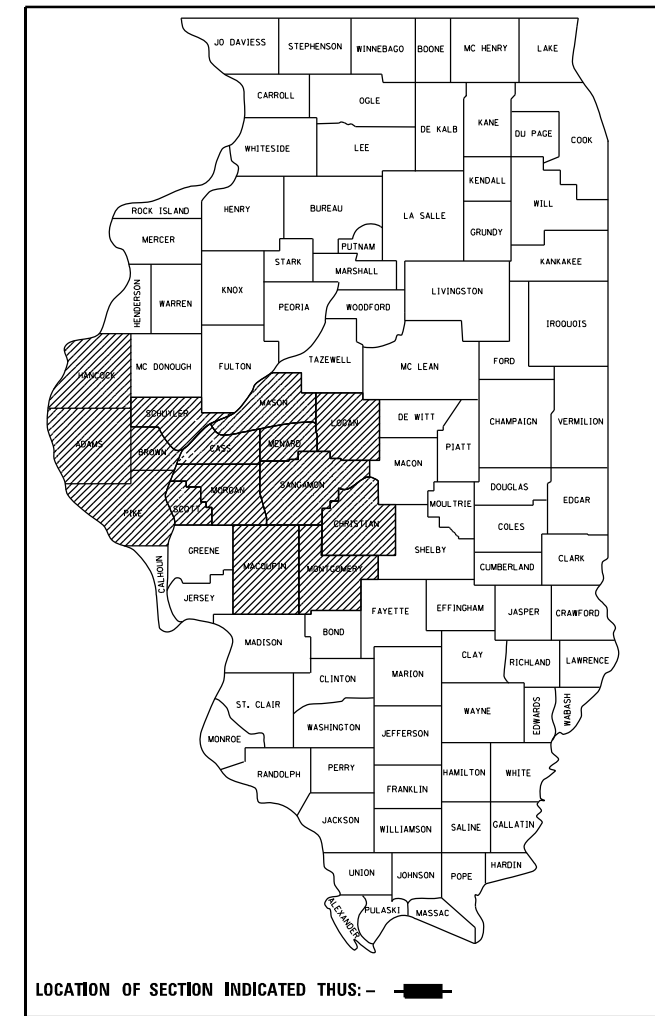 JO DAVIESS
STEPHENSON
WINNEBAGO
BOONE
MC HENRY
LAKE
CARROLL
OGLE
DE KALB
KANE
DU PAGE
COOK
WHITESIDE
LEE
KENDALL
WILL
ROCK ISLAND
HENRY
BUREAU
LA SALLE
GRUNDY
MERCER
PUTNAM
STARK
MARSHALL
KANKAKEE
HENDERSON
WARREN
KNOX
PEORIA
WOODFORD
LIVINGSTON
IROQUOIS
HANCOCK
MC DONOUGH
FULTON
TAZEWELL
MC LEAN
FORD
SCHUYLER
MASON
LOGAN
DE WITT
CHAMPAIGN
VERMILION
ADAMS
BROWN
CASS
MENARD
PIATT
MACON
PIKE
SCOTT
MORGAN
SANGAMON
CHRISTIAN
MOULTRIE
DOUGLAS
EDGAR
COLES
CALHOUN
GREENE
MACOUPIN
MONTGOMERY
SHELBY
CUMBERLAND
CLARK
JERSEY
FAYETTE
EFFINGHAM
JASPER
CRAWFORD
MADISON
BOND
CLAY
RICHLAND
LAWRENCE
CLINTON
MARION
ST. CLAIR
WAYNE
EDWARDS
WABASH
MONROE
WASHINGTON
JEFFERSON
RANDOLPH
PERRY
HAMILTON
WHITE
FRANKLIN
JACKSON
WILLIAMSON
SALINE
GALLATIN
UNION
JOHNSON
POPE
HARDIN
ALEXANDER
PULASKI
MASSAC
LOCATION OF SECTION INDICATED THUS: -